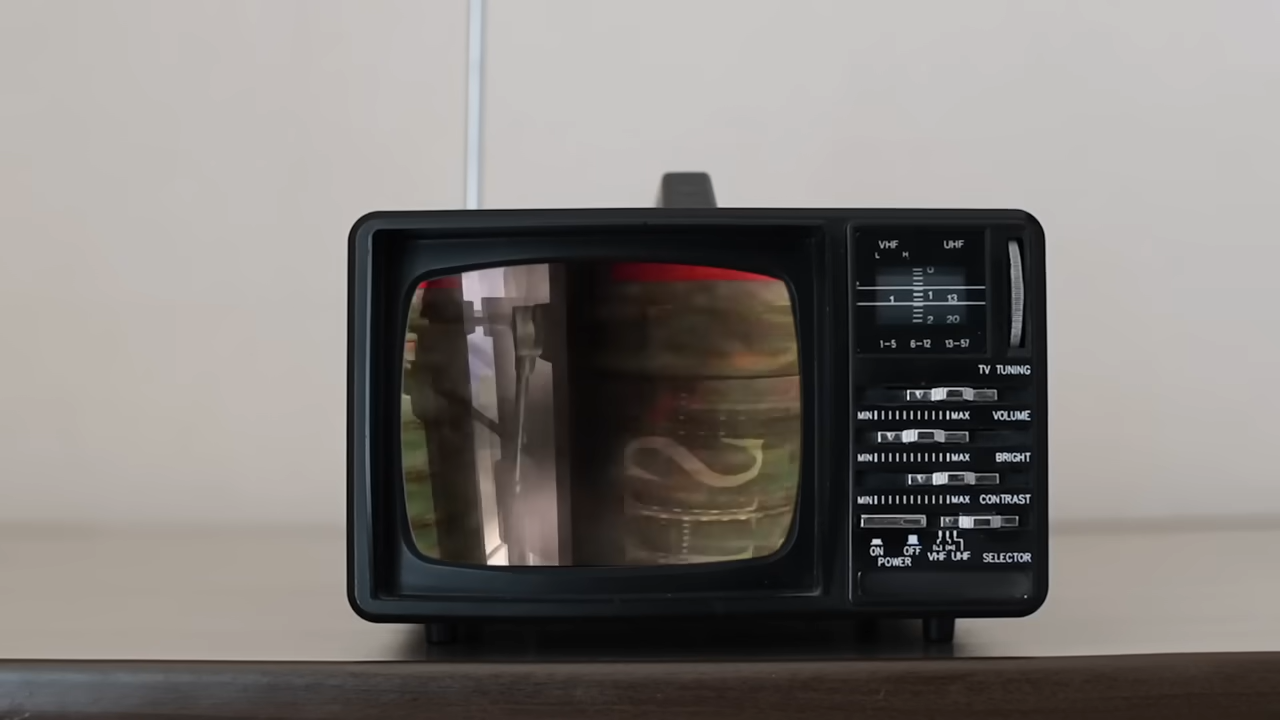 VHF UHF
L H
0
1 1 13
2 20
1-5 6-12 13-57
TV TUNING
MIN MAX VOLUME
MIN MAX BRIGHT
MIN MAX CONTRAST
ON OFF
POWER
VHF UHF
SELECTOR